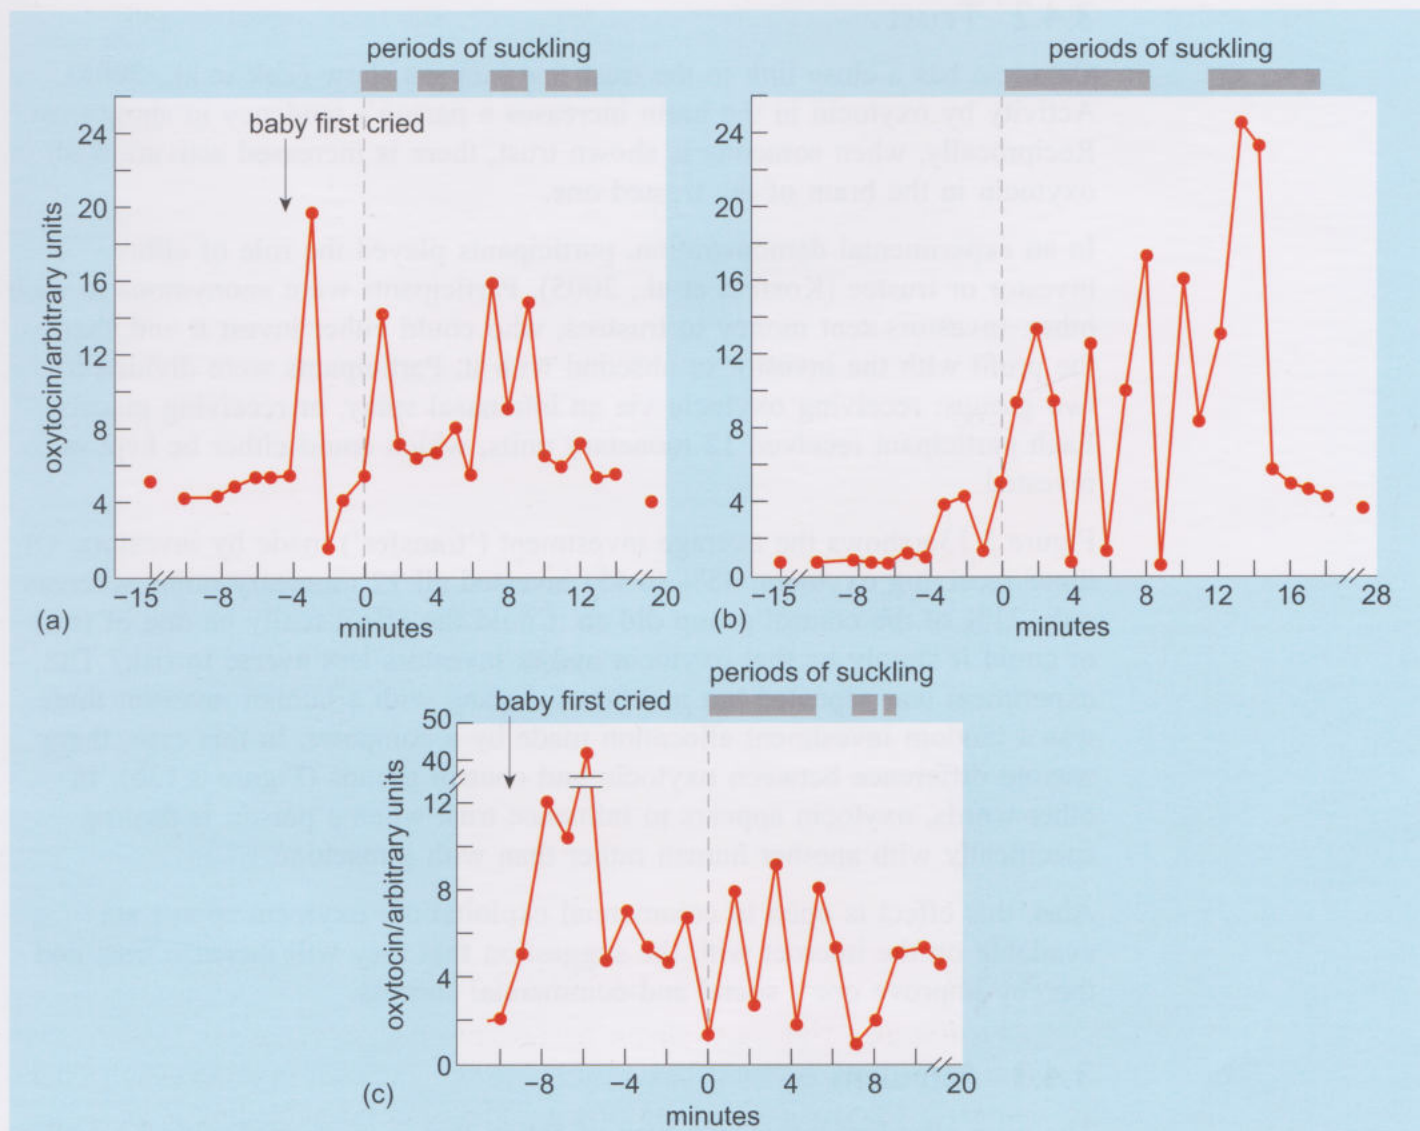 periods of suckling
baby first cried
oxytocin/arbitrary units
24
20
16
12
8
4
0
-15 −8 −4 0 4 8 12 20
(a)
minutes
periods of suckling
24
20
16
12
8
4
0
-15 −8 −4 0 4 8 12 16 28
(b)
minutes
periods of suckling
baby first cried
oxytocin/arbitrary units
50
40
12
8
4
0
−8 −4 0 4 8 20
(c)
minutes